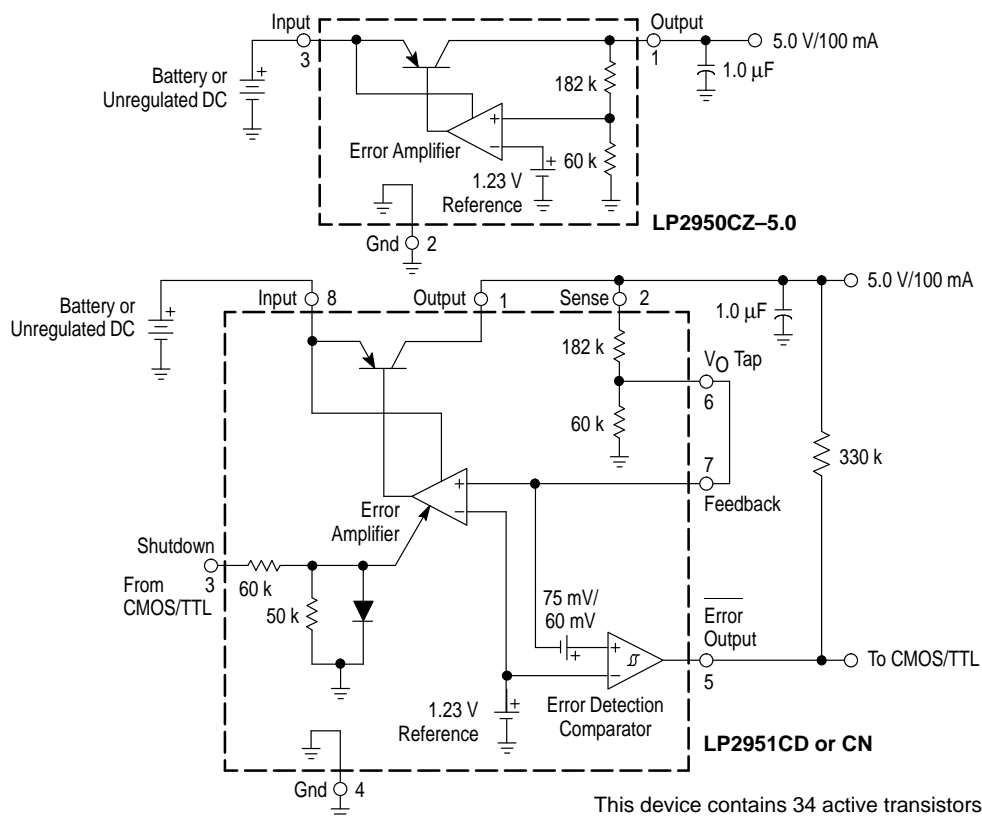 Input
3
Output
1
5.0 V/100 mA
1.0 μF
Battery or
Unregulated DC
+
182 k
+
–
Error Amplifier
60 k
+
1.23 V
Reference
Gnd 2
LP2950CZ–5.0
Battery or
Unregulated DC
+
Input 8
Output 1
Sense 2
5.0 V/100 mA
1.0 μF
182 k
VO Tap
6
60 k
330 k
7
Feedback
+
–
Error
Amplifier
Shutdown
3
From
CMOS/TTL
60 k
50 k
75 mV/
60 mV
+
+
–
Error
Output
5
To CMOS/TTL
1.23 V
Reference
+
Error Detection
Comparator
LP2951CD or CN
Gnd 4
This device contains 34 active transistors